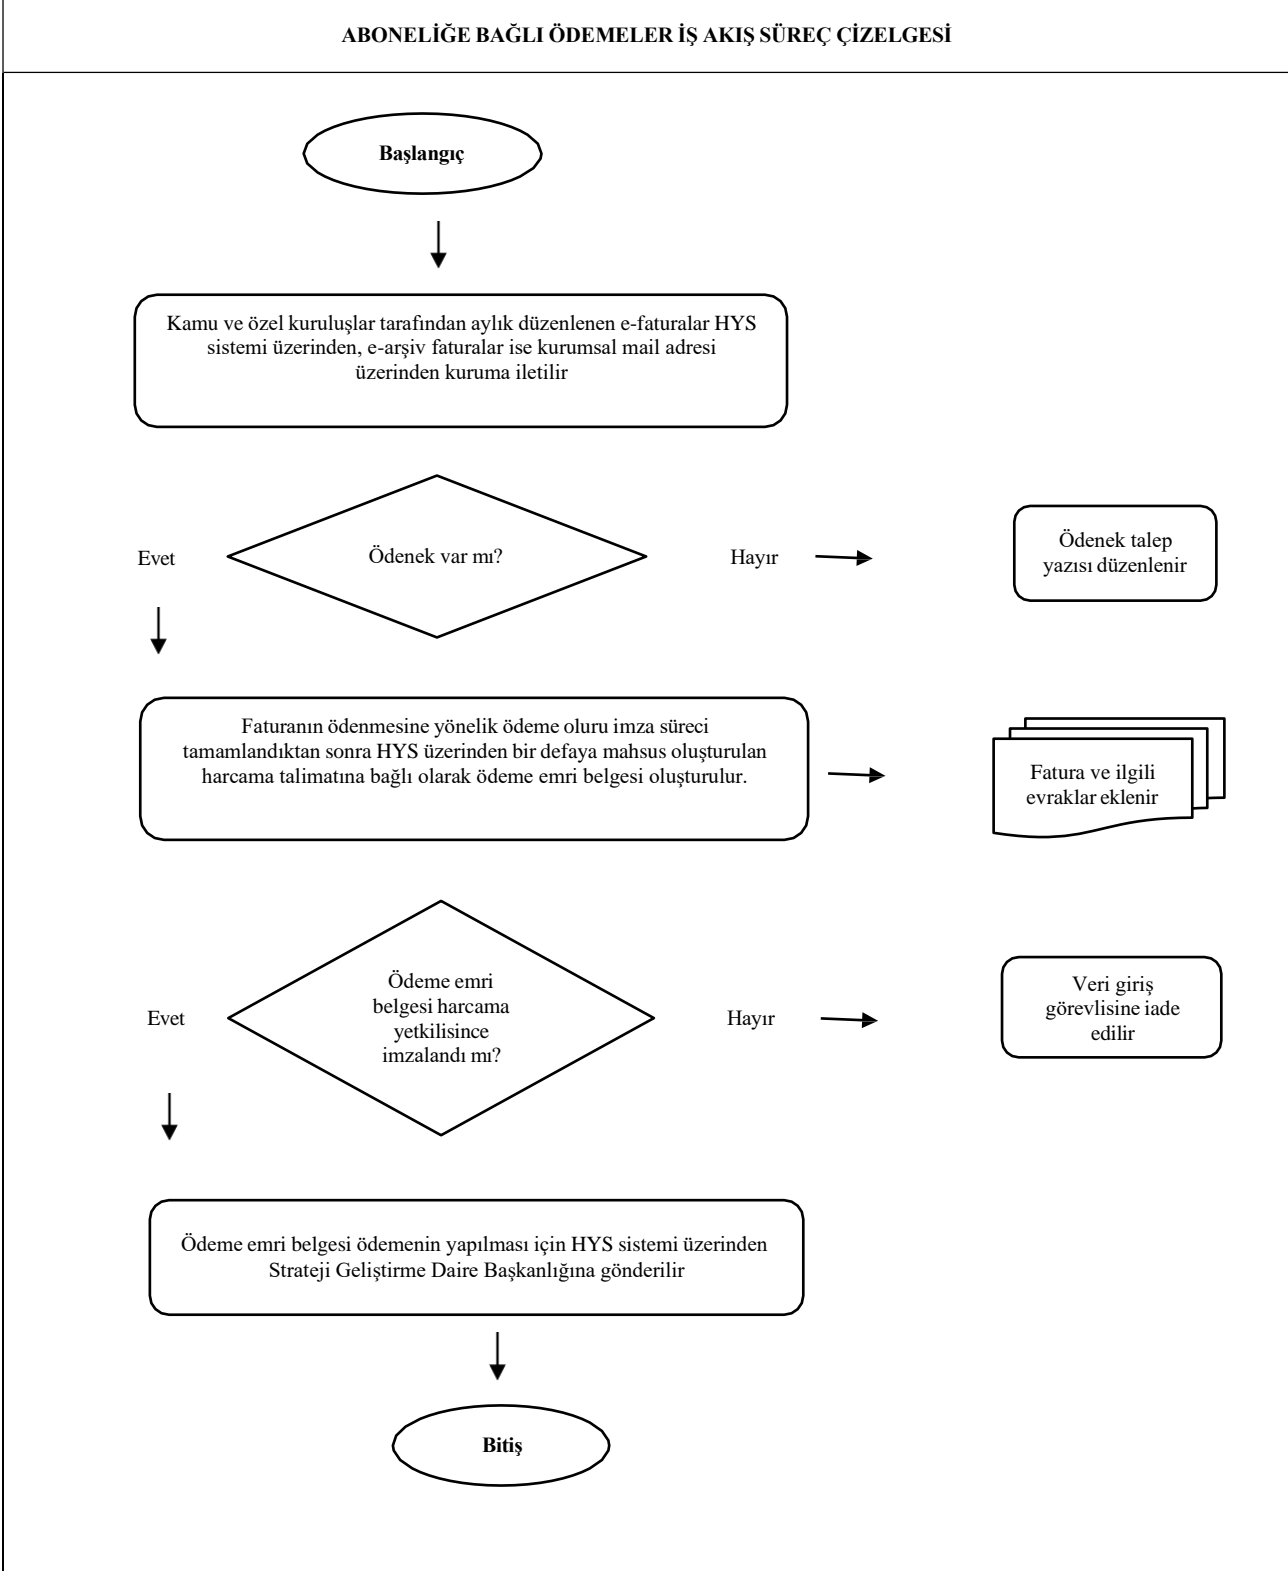 ABONELİĞE BAĞLI ÖDEMELER İŞ AKIŞ SÜREÇ ÇİZELGESİ
Başlangıç
Kamu ve özel kuruluşlar tarafından aylık düzenlenen e-faturalar HYS
sistemi üzerinden, e-arşiv faturalar ise kurumsal mail adresi
üzerinden kuruma iletilir
Evet
Ödenek var mı?
Hayır
Ödenek talep
yazısı düzenlenir
Faturanın ödenmesine yönelik ödeme oluru imza süreci
tamamlandıktan sonra HYS üzerinden bir defaya mahsus oluşturulan
harcama talimatına bağlı olarak ödeme emri belgesi oluşturulur.
Fatura ve ilgili
evraklar eklenir
Evet
Ödeme emri
belgesi harcama
yetkilisince
imzalandı mı?
Hayır
Veri giriş
görevlisine iade
edilir
Ödeme emri belgesi ödemenin yapılması için HYS sistemi üzerinden
Strateji Geliştirme Daire Başkanlığına gönderilir
Bitiş